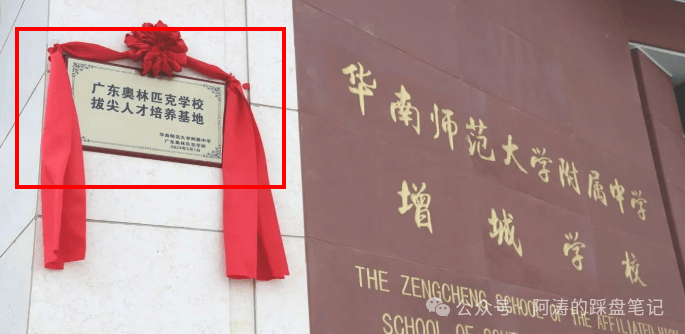 广东奥林匹克学校
拔尖人才培养基地
华南师范大学附属中学
广东奥林匹克学校
华南师范大学附属中学
增城学校
THE ZENGCHENG SCHOOL OF THE AFFILIATED HIGH
SCHOOL OF SOUTH
公众号 · 阿涛的踩盘笔记